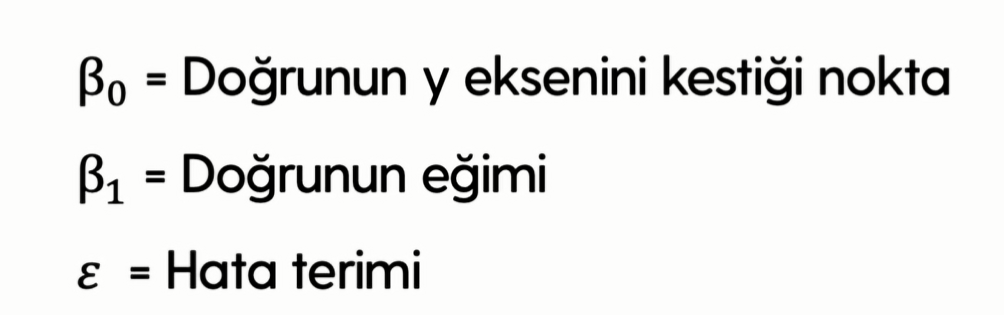 β₀ = Doğrunun y eksenini kestiği nokta
β₁ = Doğrunun eğimi
ε = Hata terimi